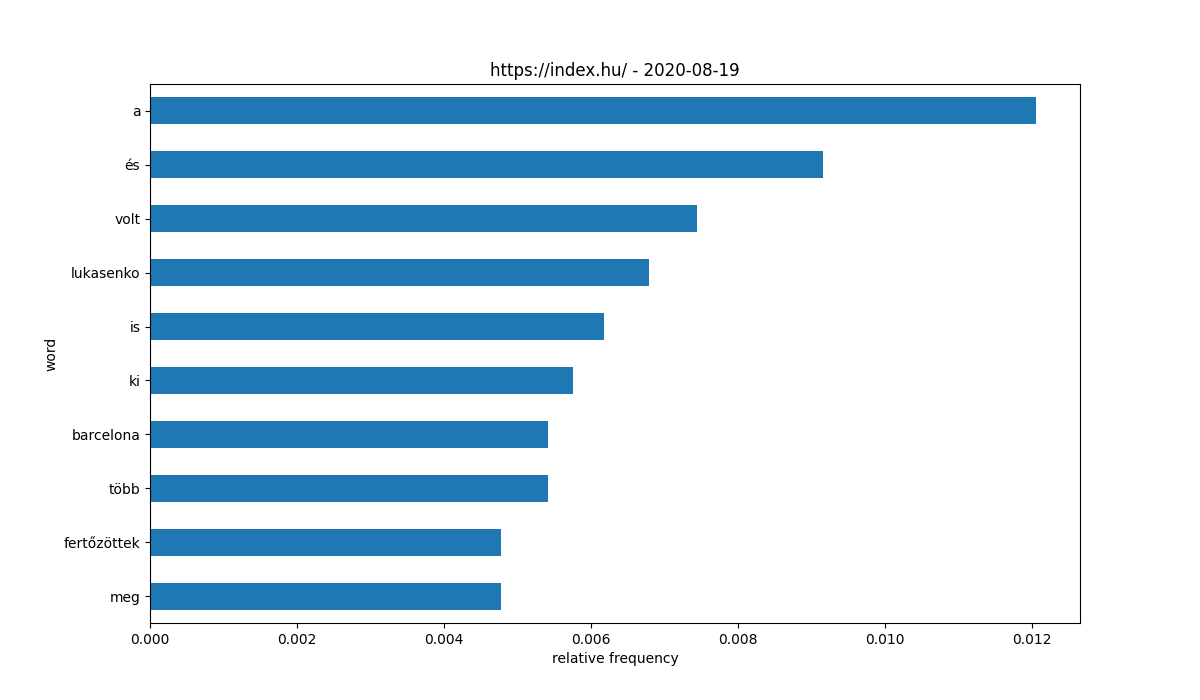 https://index.hu/ - 2020-08-19
a
és
volt
lukasenko
is
ki
barcelona
több
fertőzöttek
meg
word
0.000 0.002 0.004 0.006 0.008 0.010 0.012
relative frequency